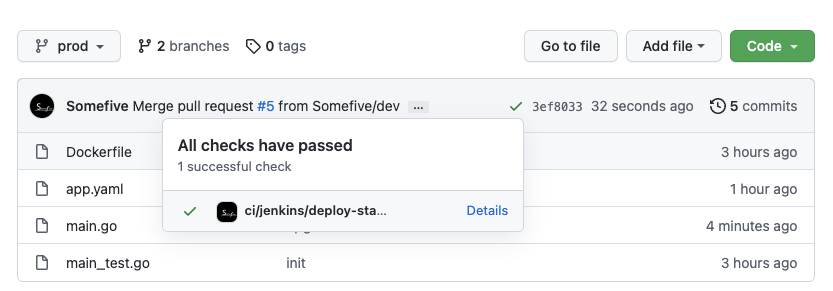 prod
2 branches
0 tags
Go to file
Add file
Code
Somefive Merge pull request #5 from Somefive/dev ...
3ef8033 32 seconds ago
5 commits
All checks have passed
1 successful check
ci/jenkins/deploy-sta...
Details
Dockerfile
3 hours ago
app.yaml
1 hour ago
main.go
4 minutes ago
main_test.go
init
3 hours ago